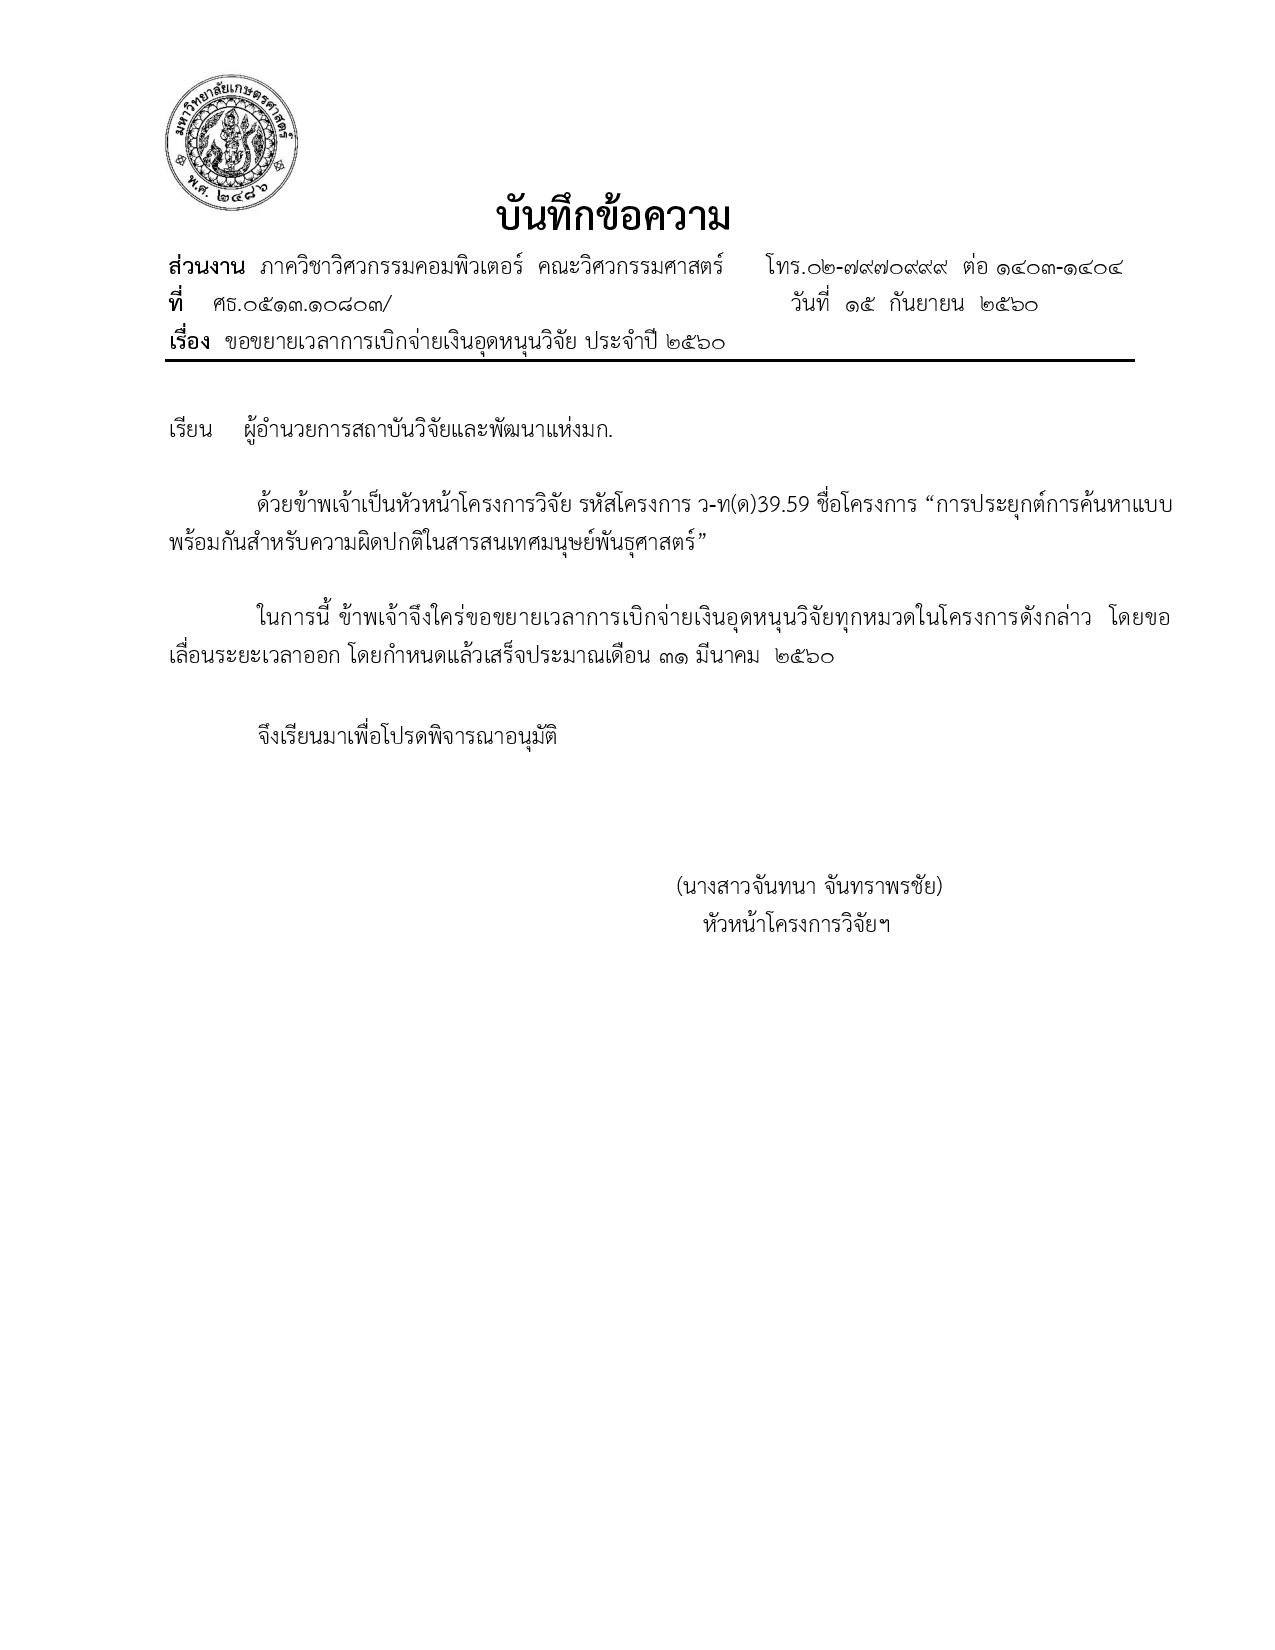 มหาวิทยาลัยเกษตรศาสตร์
พ.ศ. ๒๔๘๖
บันทึกข้อความ
ส่วนงาน ภาควิชาวิศวกรรมคอมพิวเตอร์ คณะวิศวกรรมศาสตร์ โทร.๐๒-๗๙๗๐๙๙๙ ต่อ ๑๔๐๓-๑๔๐๔
ที่ ศธ.๐๕๑๓.๑๐๘๐๓/ วันที่ ๑๕ กันยายน ๒๕๖๐
เรื่อง ขอขยายเวลาการเบิกจ่ายเงินอุดหนุนวิจัย ประจำปี ๒๕๖๐
เรียน ผู้อำนวยการสถาบันวิจัยและพัฒนาแห่งมก.
ด้วยข้าพเจ้าเป็นหัวหน้าโครงการวิจัย รหัสโครงการ ว-ท(ด)39.59 ชื่อโครงการ “การประยุกต์การค้นหาแบบ
พร้อมกันสำหรับความผิดปกติในสารสนเทศมนุษย์พันธุศาสตร์”
ในการนี้ ข้าพเจ้าจึงใคร่ขอขยายเวลาการเบิกจ่ายเงินอุดหนุนวิจัยทุกหมวดในโครงการดังกล่าว โดยขอ
เลื่อนระยะเวลาออก โดยกำหนดแล้วเสร็จประมาณเดือน ๓๑ มีนาคม ๒๕๖๐
จึงเรียนมาเพื่อโปรดพิจารณาอนุมัติ
(นางสาวจันทนา จันทราพรชัย)
หัวหน้าโครงการวิจัยฯ